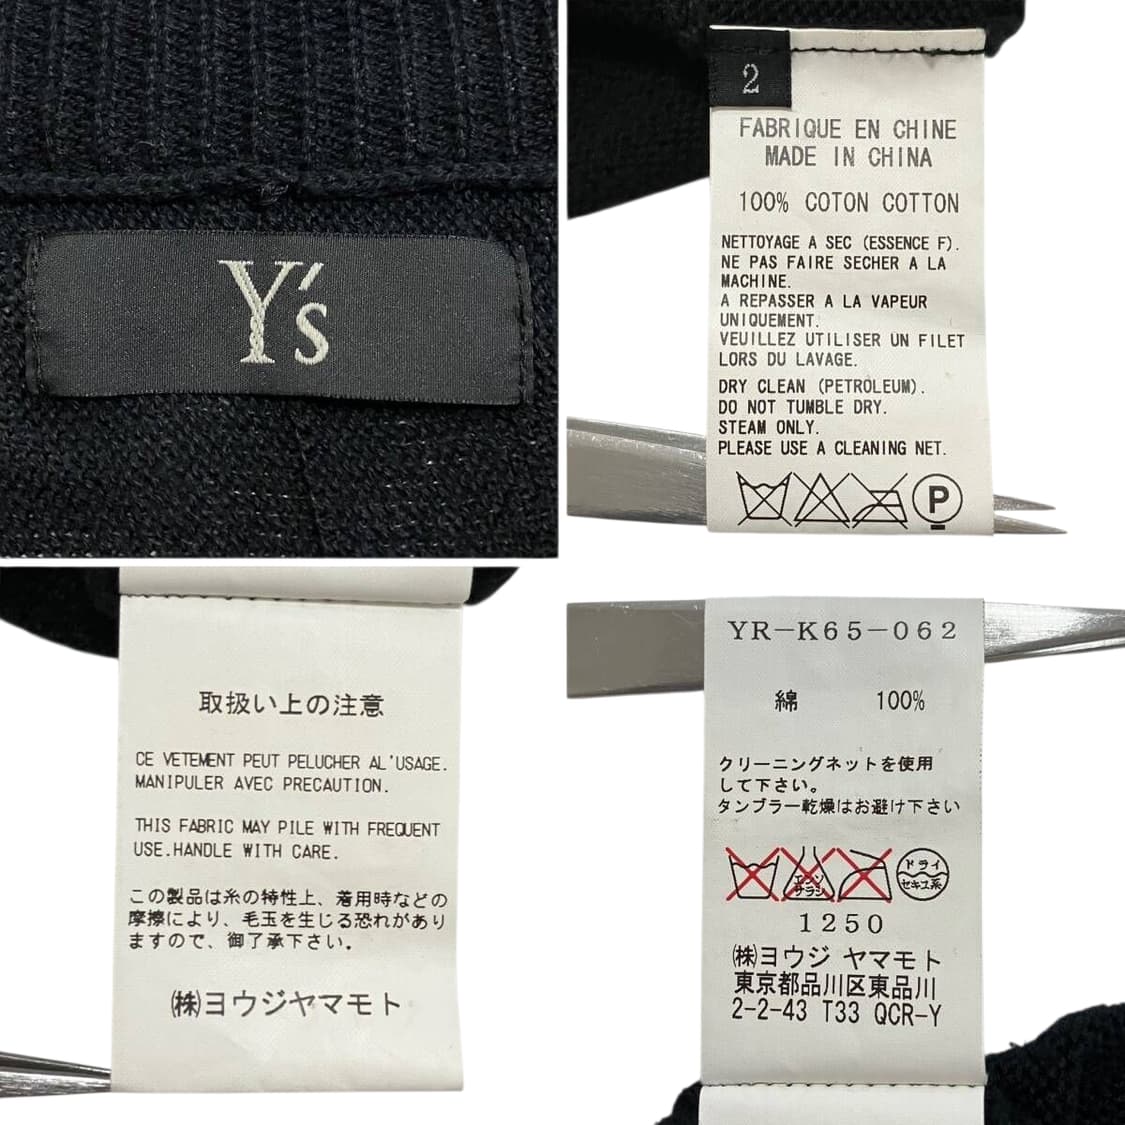 Y's
2
FABRIQUE EN CHINE
MADE IN CHINA
100% COTON COTTON
NETTOYAGE A SEC (ESSENCE F).
NE PAS FAIRE SECHER A LA
MACHINE.
A REPASSER A LA VAPEUR
UNIQUEMENT.
VEUILLEZ UTILISER UN FILET
LORS DU LAVAGE.
DRY CLEAN (PETROLEUM).
DO NOT TUMBLE DRY.
STEAM ONLY.
PLEASE USE A CLEANING NET.
P
取扱い上の注意
CE VETEMENT PEUT PELUCHER AL'USAGE.
MANIPULER AVEC PRECAUTION.
THIS FABRIC MAY PILE WITH FREQUENT
USE.HANDLE WITH CARE.
この製品は糸の特性上、着用時などの
摩擦により、毛玉を生じる恐れがあり
ますので、御了承下さい。
㈱ヨウジヤマモト
YR-K65-062
綿 100%
クリーニングネットを使用
して下さい。
タンブラー乾燥はお避け下さい
エンソ
サラシ
ドライ
セキユ系
1250
㈱ヨウジ ヤマモト
東京都品川区東品川
2-2-43 T33 QCR-Y